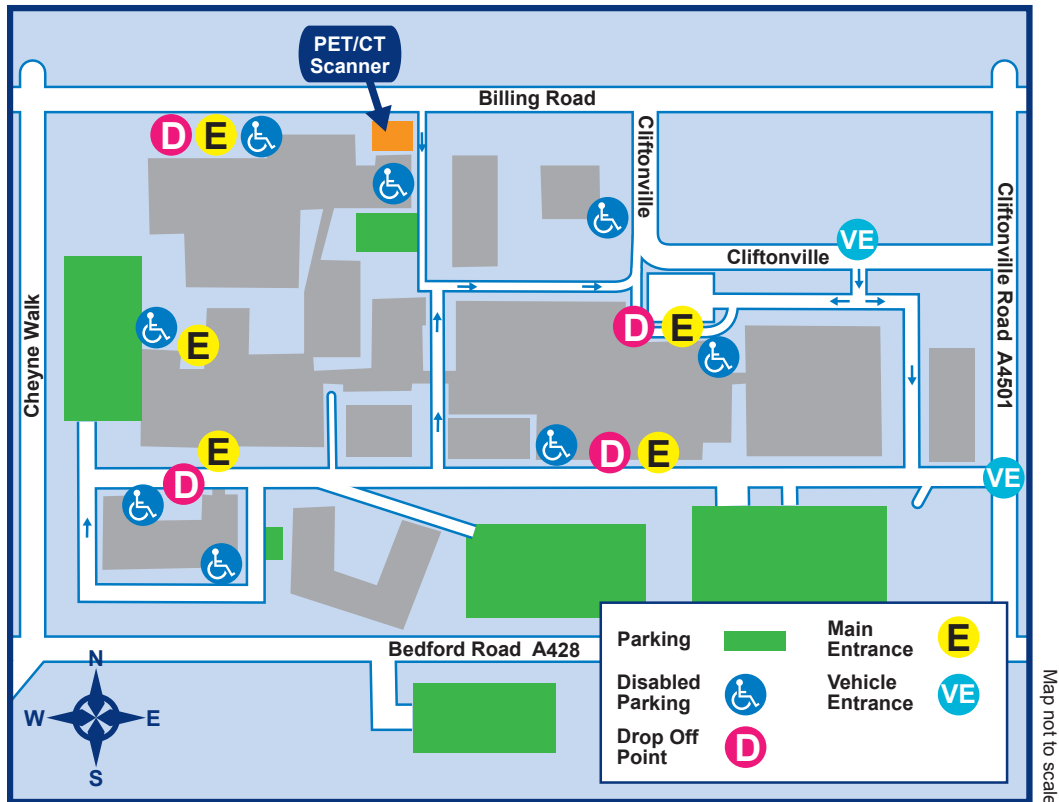 PET/CT
Scanner
Billing Road
D
E
Cliftonville
Cliftonville
VE
Cliftonville Road A4501
Cheyne Walk
E
D
E
E
D
D
E
VE
Bedford Road A428
N
W
E
S
Parking
Main
Entrance
E
Disabled
Parking
Vehicle
Entrance
VE
Drop Off
Point
D
Map not to scale